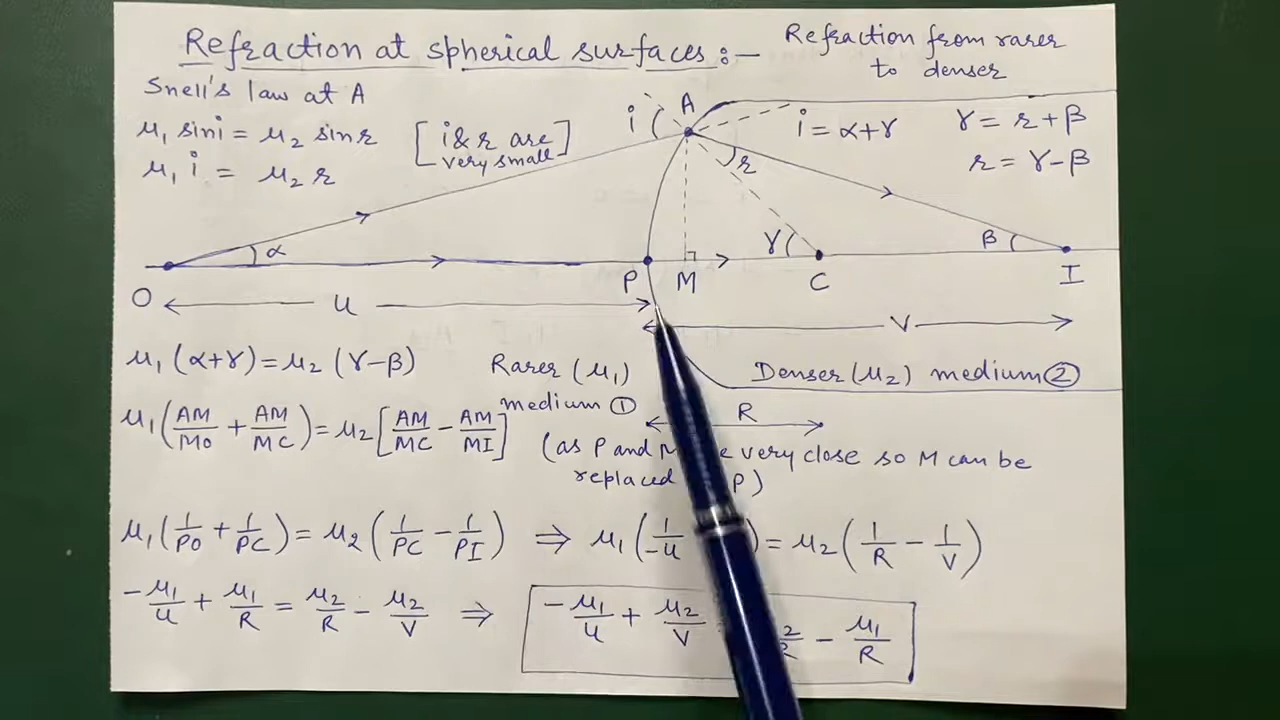 Refraction at spherical surfaces :-
Refraction from rarer
to denser
Snell's law at A
μ₁ sin i = μ₂ sin r
[i & r are
very small]
μ₁ i = μ₂ r
i
A
i = α+γ
γ = r+β
r = γ-β
r
α
γ
β
O
P
M
C
I
u
v
μ₁ (α+γ) = μ₂ (γ-β)
Rarer (μ₁)
medium ①
Denser (μ₂) medium ②
R
μ₁ (AM/MO + AM/MC) = μ₂ [AM/MC - AM/MI]
(as P and M very close so M can be
replaced P)
μ₁ (1/PO + 1/PC) = μ₂ (1/PC - 1/PI) ⇒ μ₁ (1/-u ) = μ₂ (1/R - 1/v)
-μ₁/u + μ₁/R = μ₂/R - μ₂/v ⇒ -μ₁/u + μ₂/v 2/R - μ₁/R